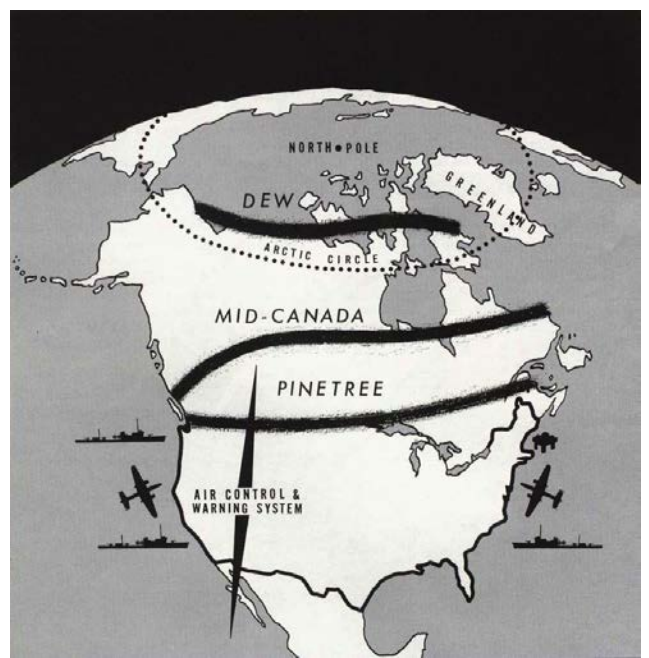 NORTH POLE
GREENLAND
DEW
ARCTIC CIRCLE
MID-CANADA
PINETREE
AIR CONTROL &
WARNING SYSTEM